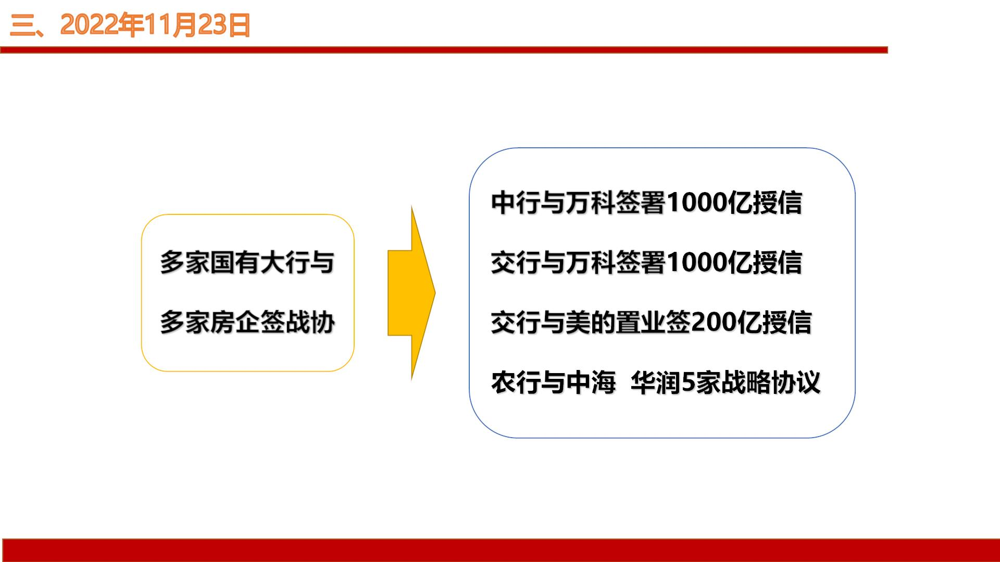 三、2022年11月23日
多家国有大行与
多家房企签战协
中行与万科签署1000亿授信
交行与万科签署1000亿授信
交行与美的置业签200亿授信
农行与中海 华润5家战略协议